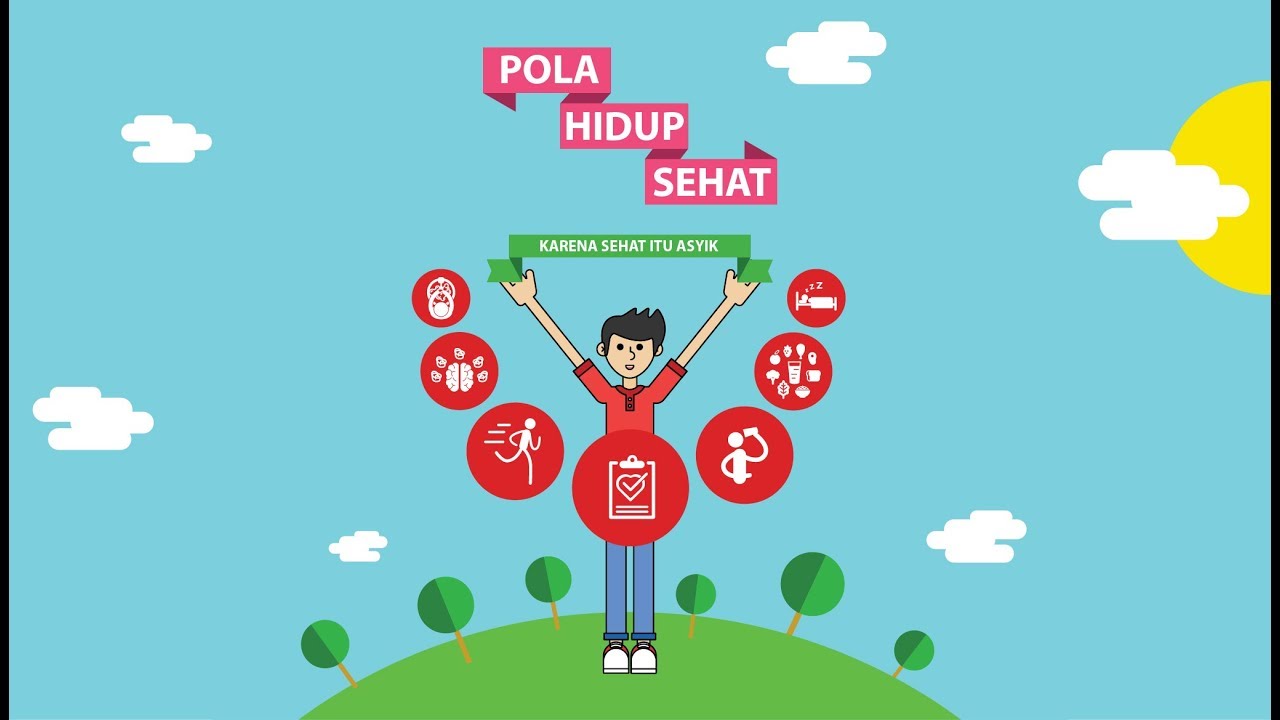 POLA
HIDUP
SEHAT
KARENA SEHAT ITU ASYIK
z z Z